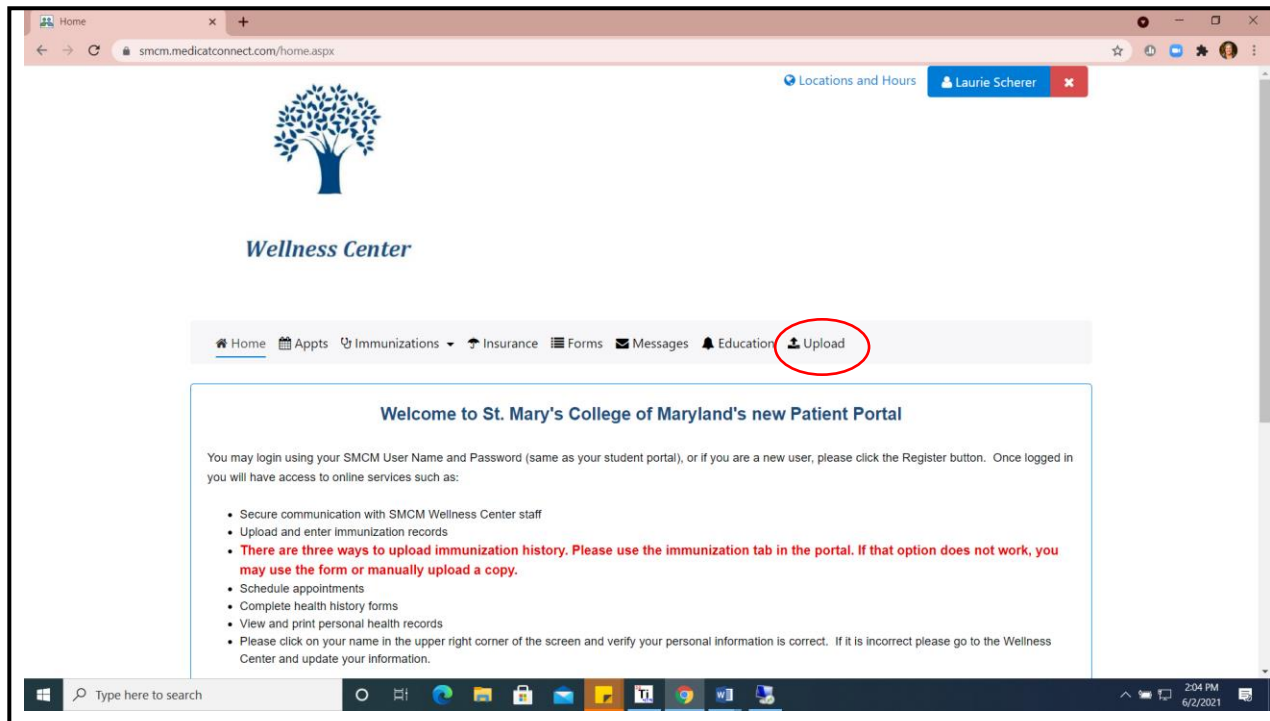 Home
smcm.medicatconnect.com/home.aspx
Locations and Hours Laurie Scherer
Wellness Center
Home Appts Immunizations Insurance Forms Messages Education Upload
Welcome to St. Mary's College of Maryland's new Patient Portal
You may login using your SMCM User Name and Password (same as your student portal), or if you are a new user, please click the Register button. Once logged in
you will have access to online services such as:
• Secure communication with SMCM Wellness Center staff
• Upload and enter immunization records
• There are three ways to upload immunization history. Please use the immunization tab in the portal. If that option does not work, you
may use the form or manually upload a copy.
• Schedule appointments
• Complete health history forms
• View and print personal health records
• Please click on your name in the upper right corner of the screen and verify your personal information is correct. If it is incorrect please go to the Wellness
Center and update your information.
Type here to search
2:04 PM
6/2/2021